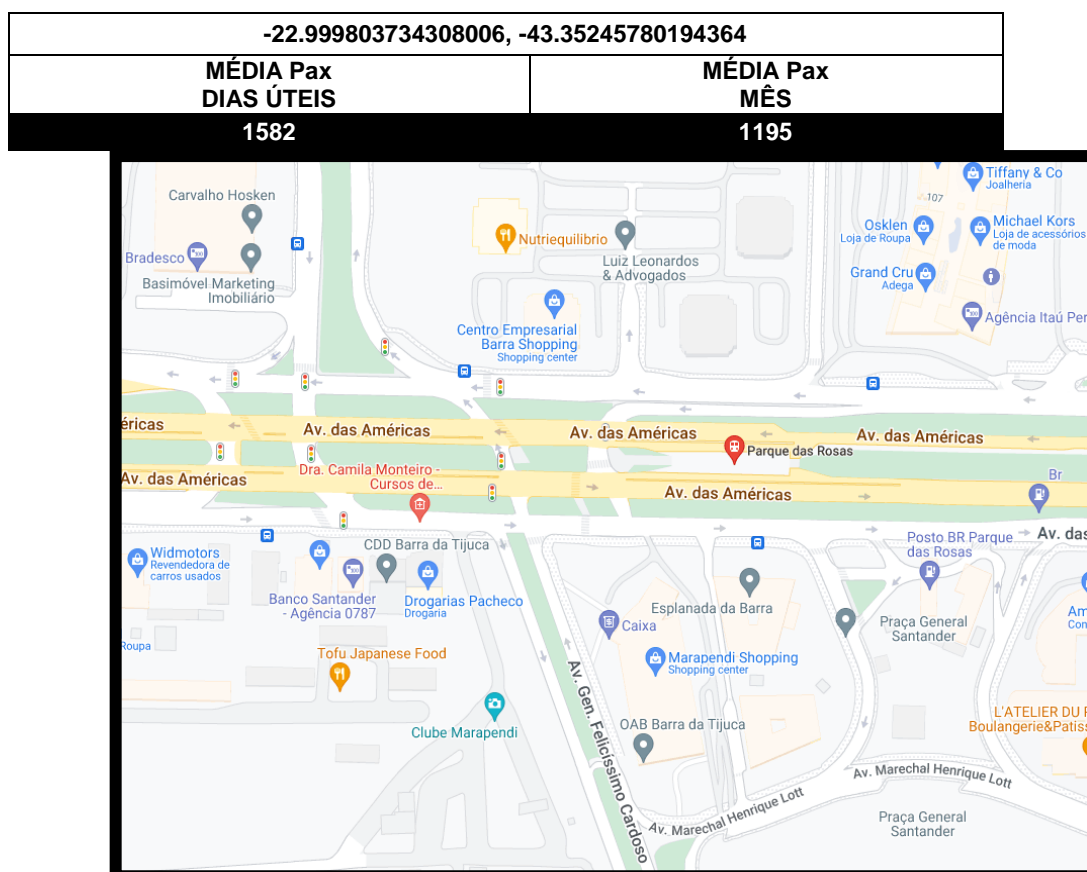 -22.999803734308006, -43.35245780194364
MÉDIA Pax
DIAS ÚTEIS
MÉDIA Pax
MÊS
1582
1195
Tiffany & Co
Joalheria
107
Carvalho Hosken
Osklen
Loja de Roupa
Michael Kors
Loja de acessórios
de moda
Nutriequilibrio
Bradesco
Luiz Leonardos
& Advogados
Basimóvel Marketing
Imobiliário
Grand Cru
Adega
Agência Itaú Per
Centro Empresarial
Barra Shopping
Shopping center
éricas
Av. das Américas
Av. das Américas
Av. das Américas
Parque das Rosas
Av. das Américas
Dra. Camila Monteiro -
Cursos de...
Av. das Américas
Br
Posto BR Parque
das Rosas
Av. das
CDD Barra da Tijuca
Widmotors
Revendedora de
carros usados
Banco Santander
- Agência 0787
Drogarias Pacheco
Drogaria
Esplanada da Barra
Am
Con
Caixa
Praça General
Santander
Roupa
Tofu Japanese Food
Marapendi Shopping
Shopping center
Av. Gen. Felicíssimo Cardoso
Clube Marapendi
OAB Barra da Tijuca
L'ATELIER DU P
Boulangerie&Patiss
Av. Marechal Henrique Lott
Av. Marechal Henrique Lott
Praça General
Santander